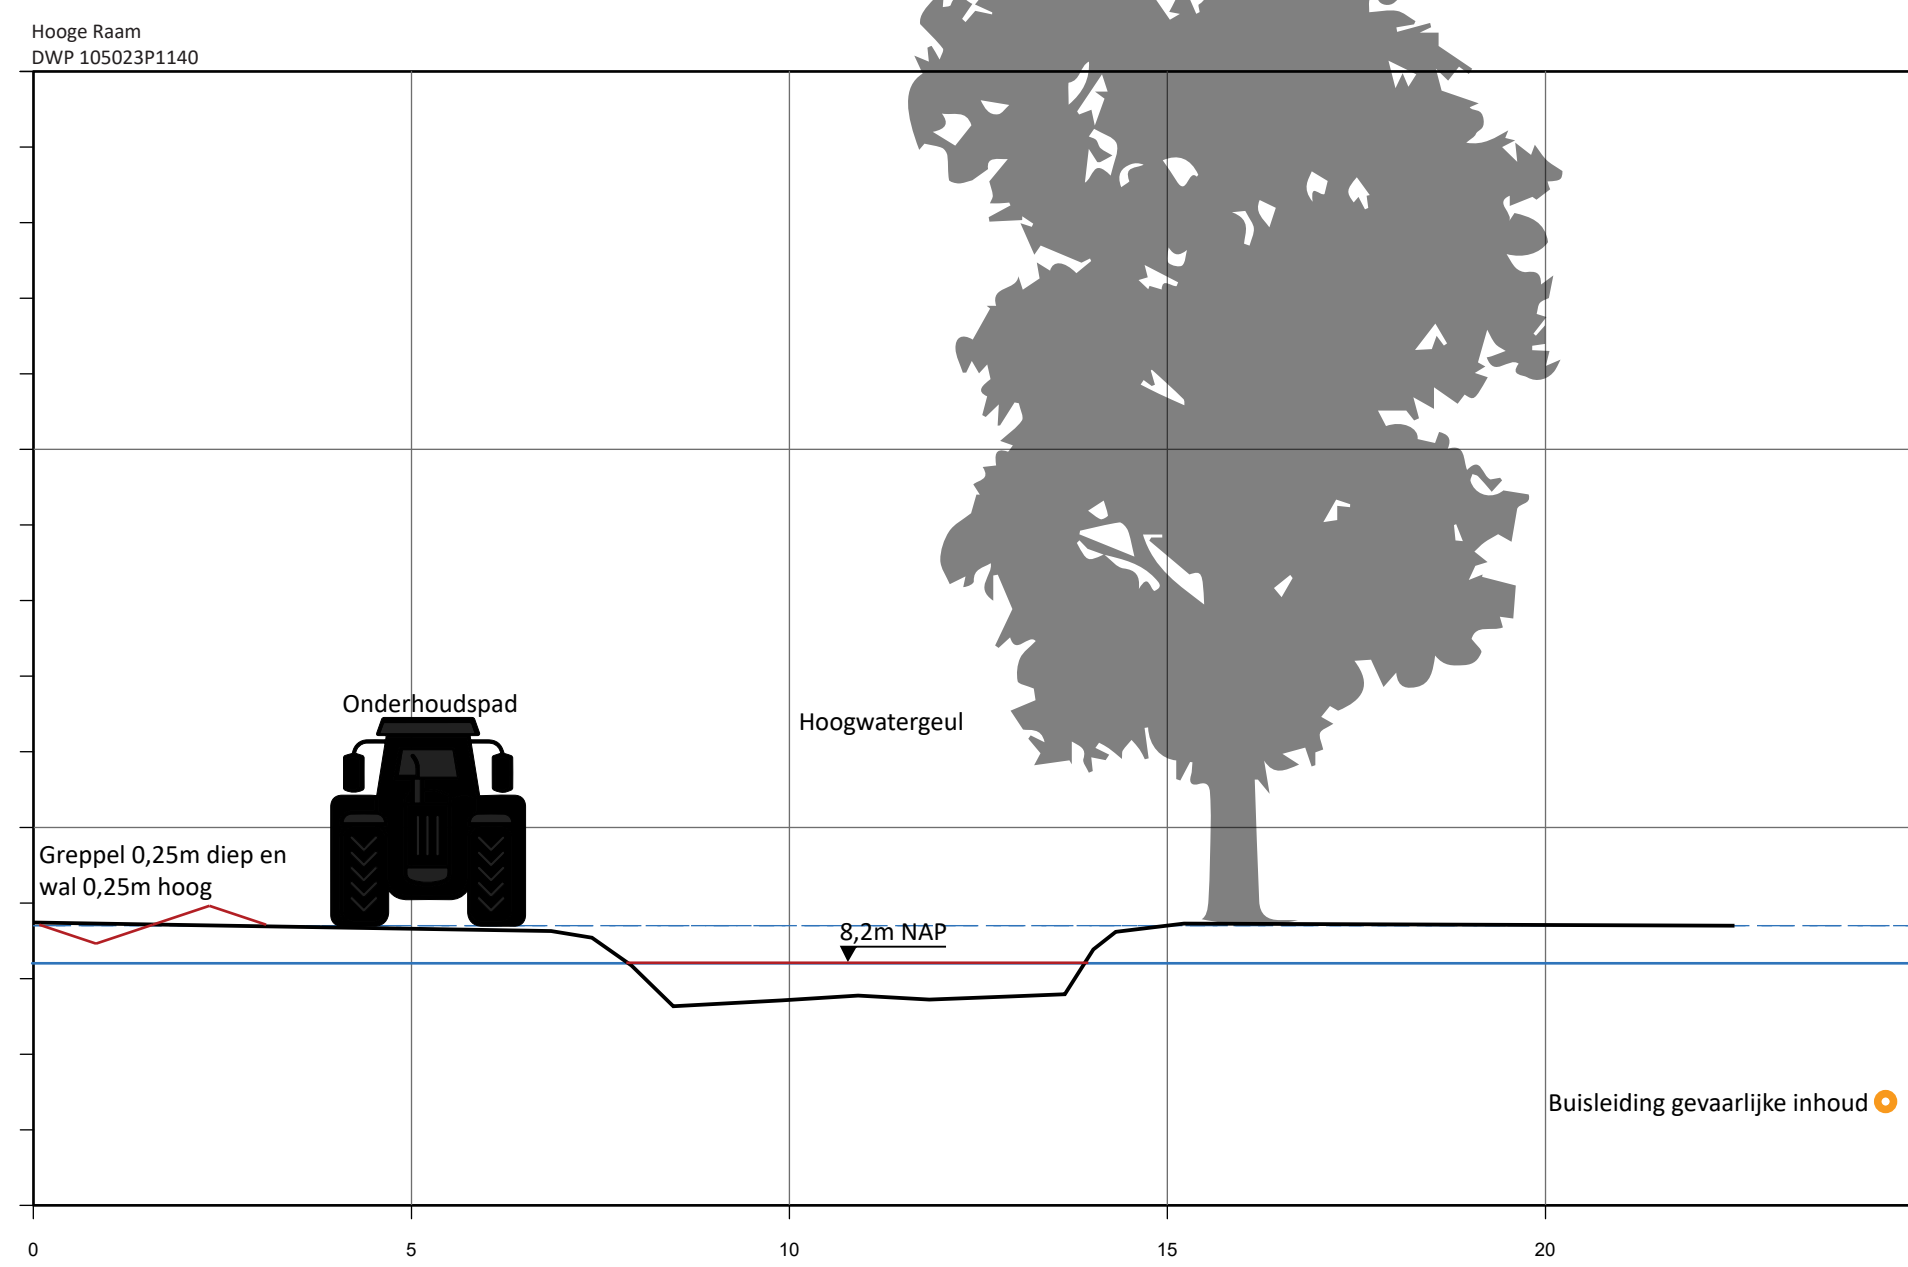 Hooge Raam
DWP 105023P1140
Onderhoudspad
Hoogwatergeul
Greppel 0,25m diep en
wal 0,25m hoog
8,2m NAP
Buisleiding gevaarlijke inhoud
0 5 10 15 20